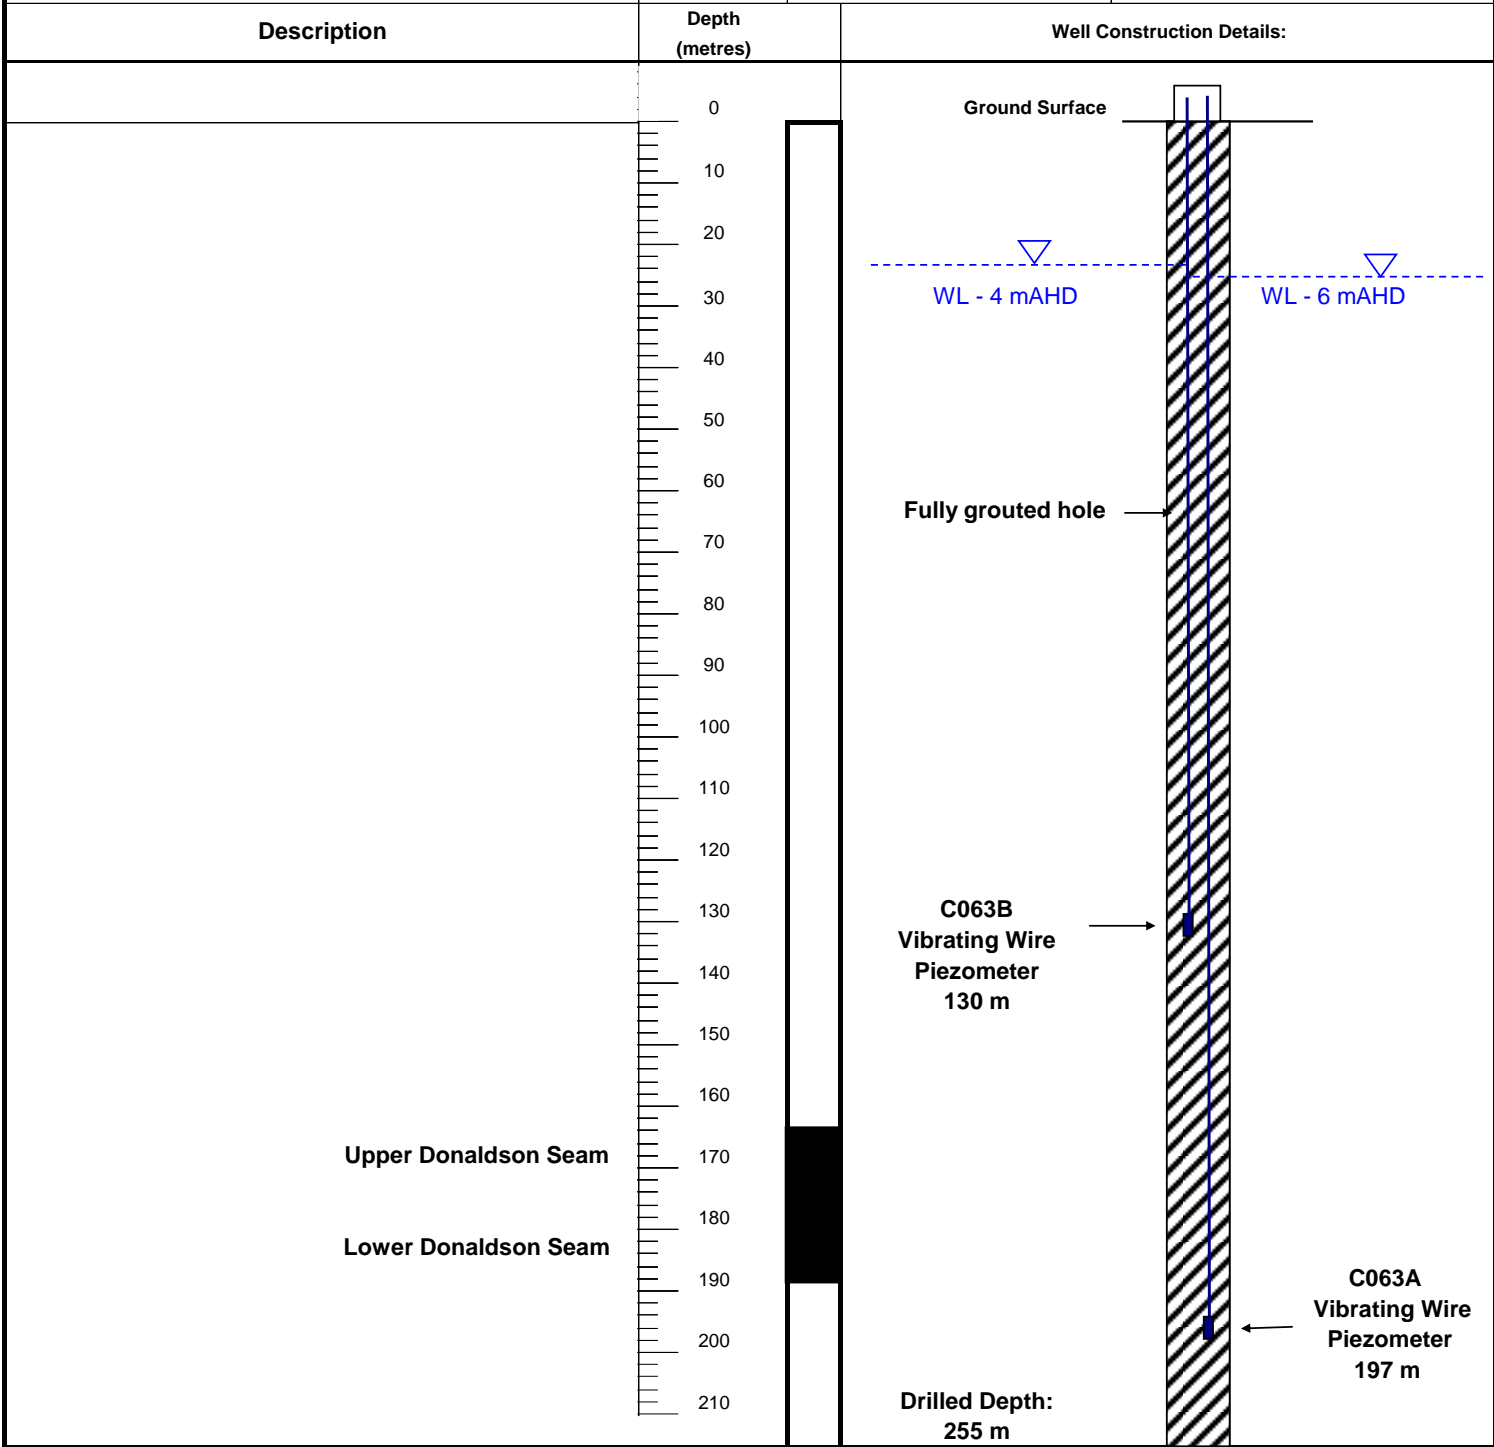 Description
Depth
(metres)
Well Construction Details:
0
Ground Surface
10
20
WL - 4 mAHD
WL - 6 mAHD
30
40
50
60
Fully grouted hole
70
80
90
100
110
120
130
C063B
Vibrating Wire
Piezometer
130 m
140
150
160
Upper Donaldson Seam
170
180
Lower Donaldson Seam
190
C063A
Vibrating Wire
Piezometer
197 m
200
210
Drilled Depth:
255 m